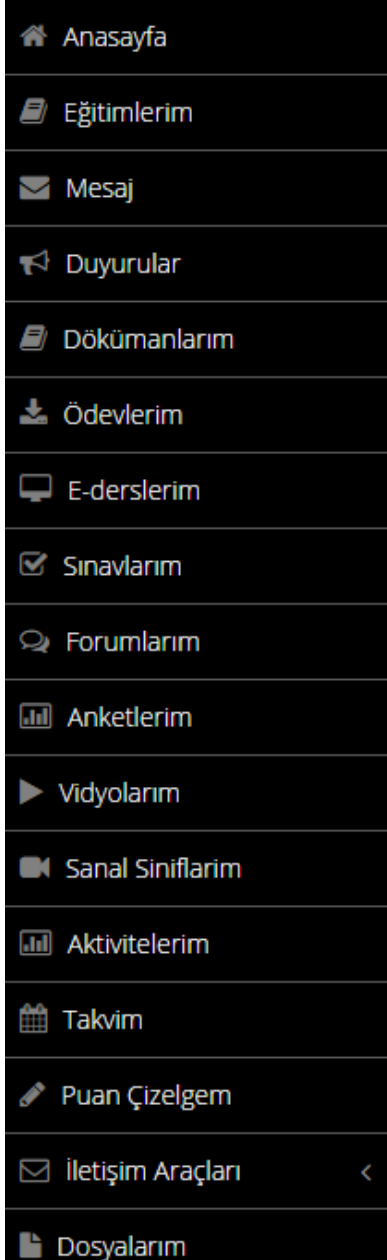 Anasayfa
Eğitimlerim
Mesaj
Duyurular
Dökümanlarım
Ödevlerim
E-derslerim
Sınavlarım
Forumlarım
Anketlerim
Vidyolarım
Sanal Siniflarim
Aktivitelerim
Takvim
Puan Çizelgem
İletişim Araçları
Dosyalarım